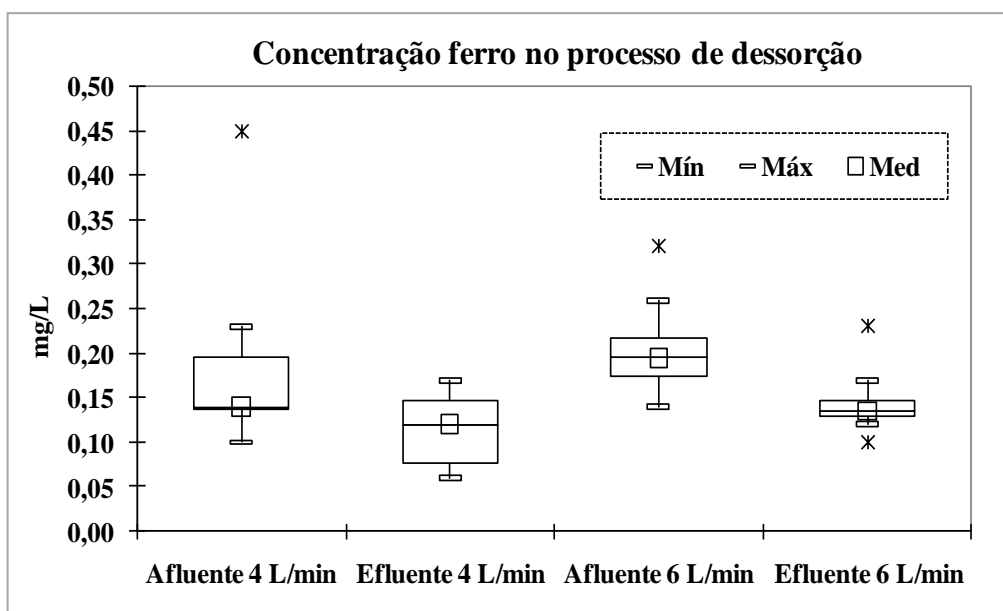 Concentração ferro no processo de dessorção
0,50
0,45
0,40
0,35
0,30
0,25
0,20
0,15
0,10
0,05
0,00
mg/L
Mín Máx Med
Afluente 4 L/min Efluente 4 L/min Afluente 6 L/min Efluente 6 L/min